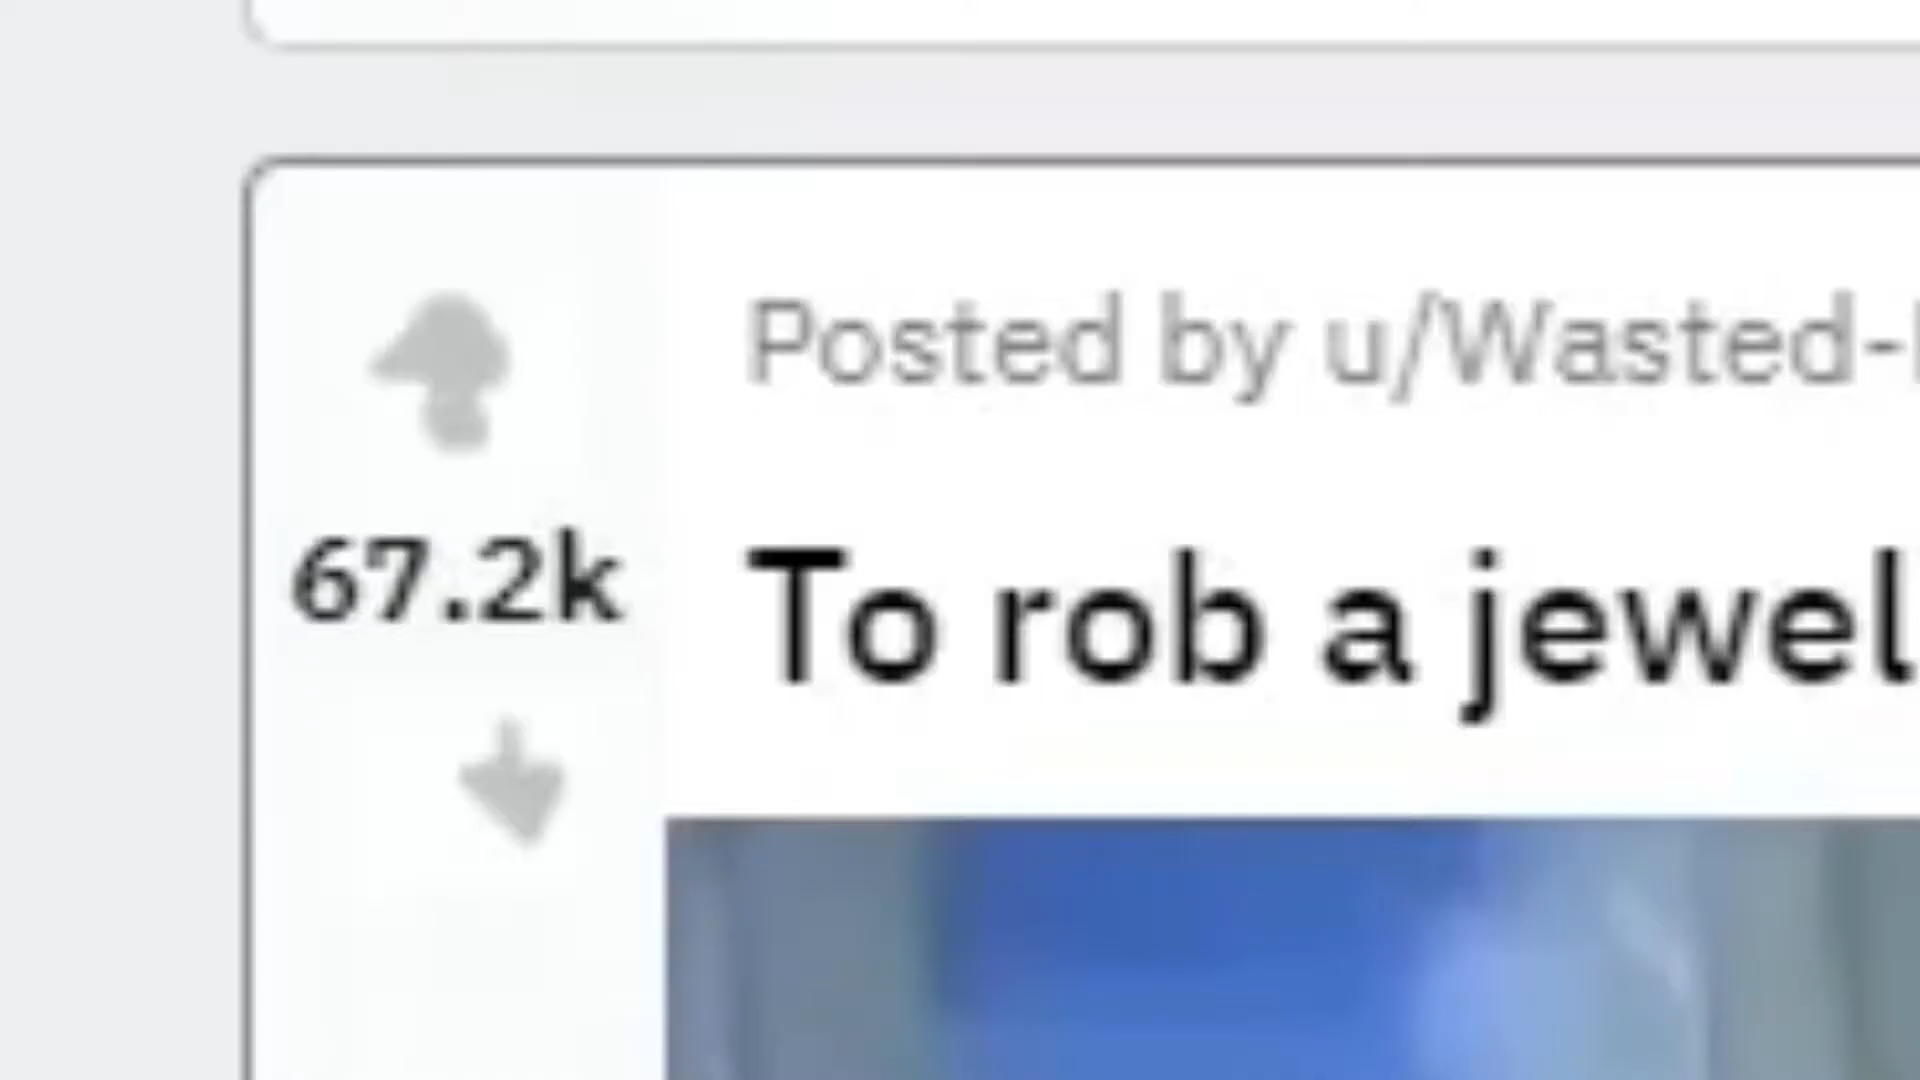 Posted by u/Wasted-
67.2k
To rob a jewel